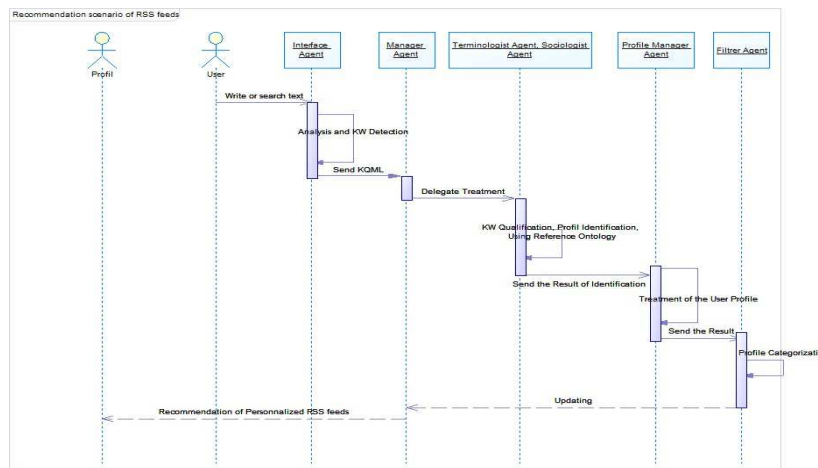 Recommendation scenario of RSS feeds
Profil
User
Interface
Agent
Manager
Agent
Terminologist Agent, Sociologist
Agent
Profile Manager
Agent
Filtrer Agent
Write or search text
Analysis and KW Detection
Send KQML
Delegate Treatment
KW Qualification, Profil Identification,
Using Reference Ontology
Send the Result of Identification
Treatment of the User Profile
Send the Result
Profile Categorizati
Updating
Recommendation of Personnalized RSS feeds